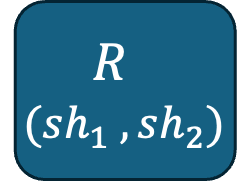 R
(sh₁ , sh₂)